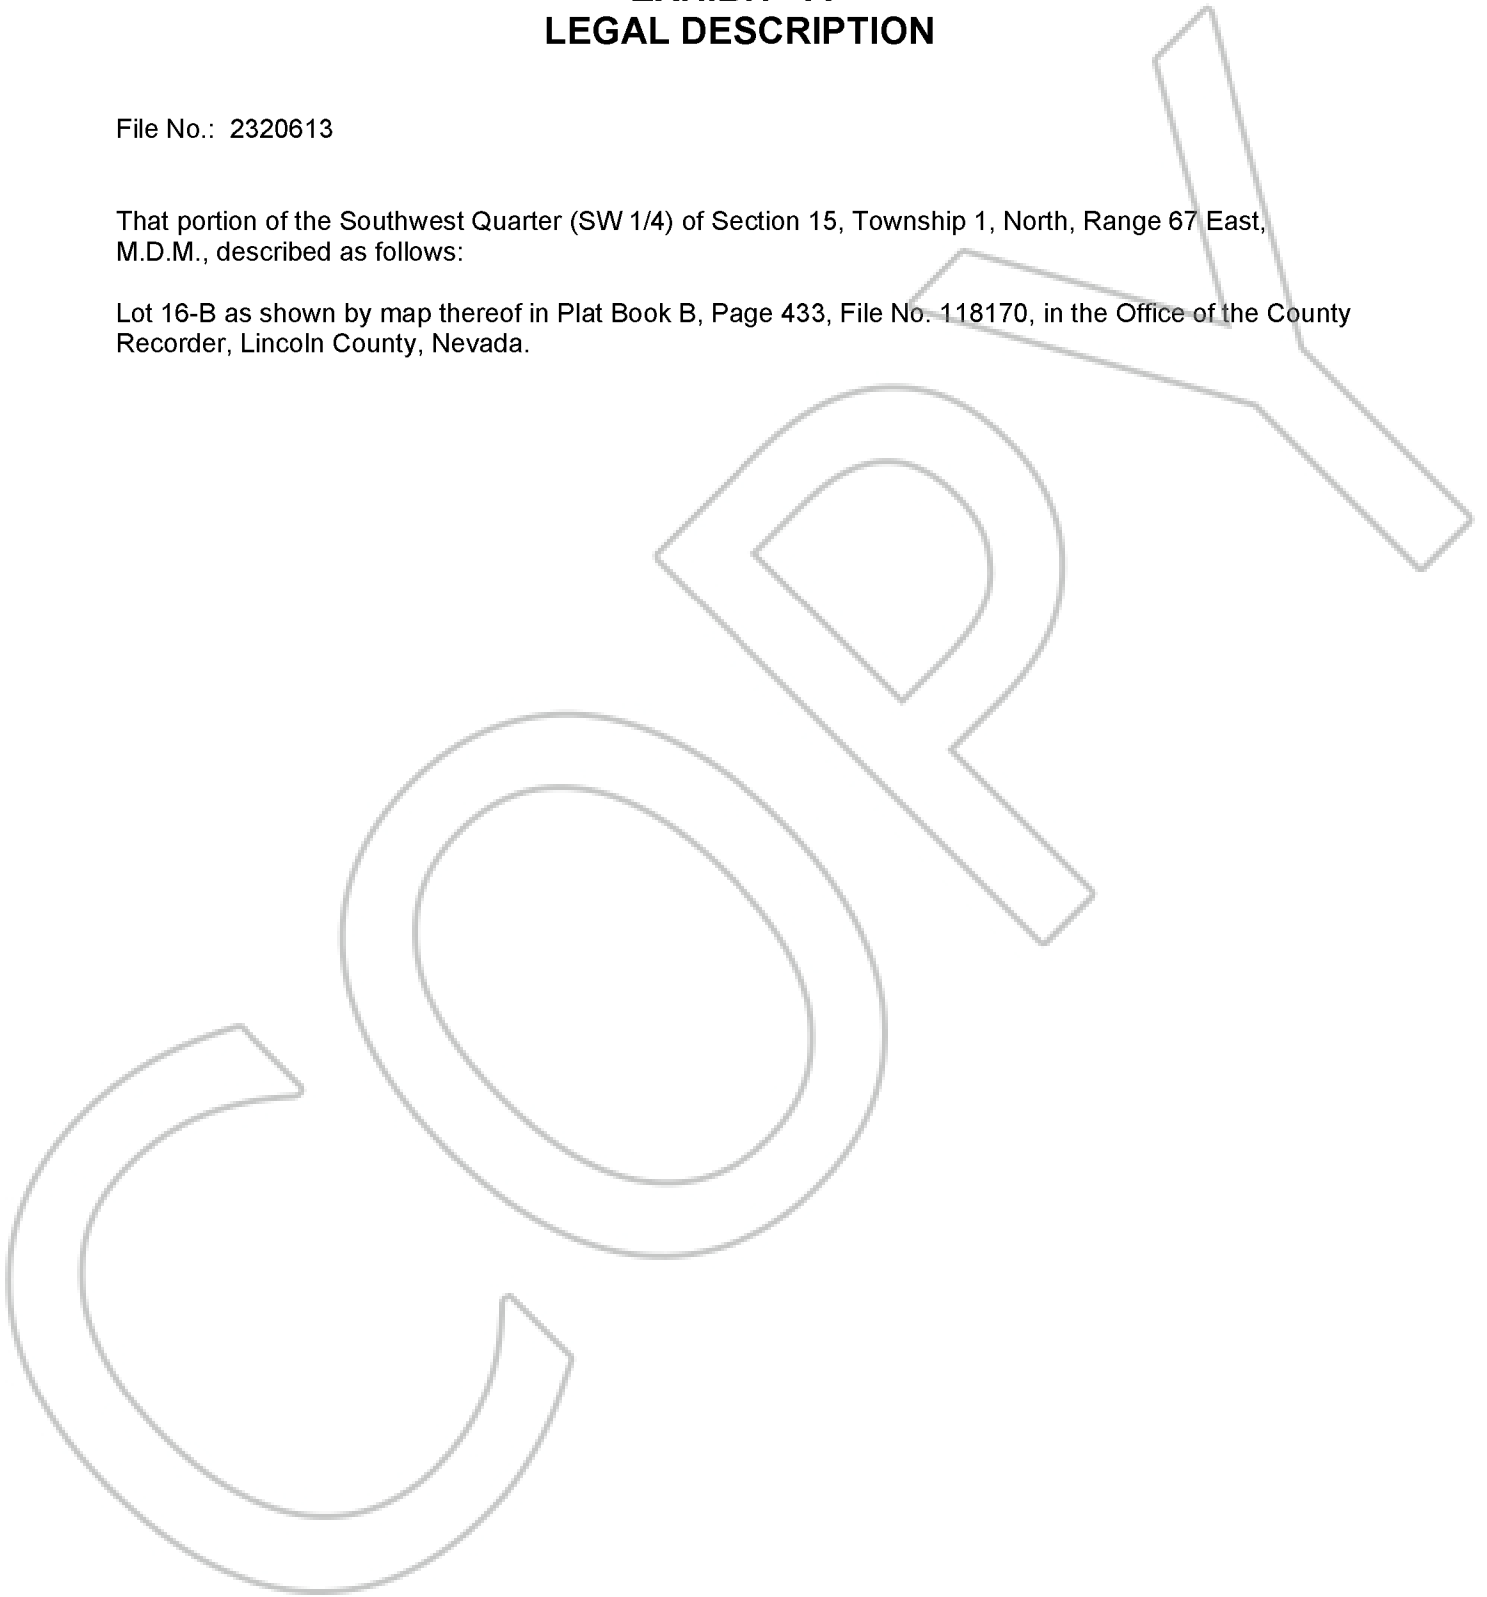 LEGAL DESCRIPTION
File No.: 2320613
That portion of the Southwest Quarter (SW 1/4) of Section 15, Township 1, North, Range 67 East,
M.D.M., described as follows:
Lot 16-B as shown by map thereof in Plat Book B, Page 433, File No. 118170, in the Office of the County
Recorder, Lincoln County, Nevada.
COPY